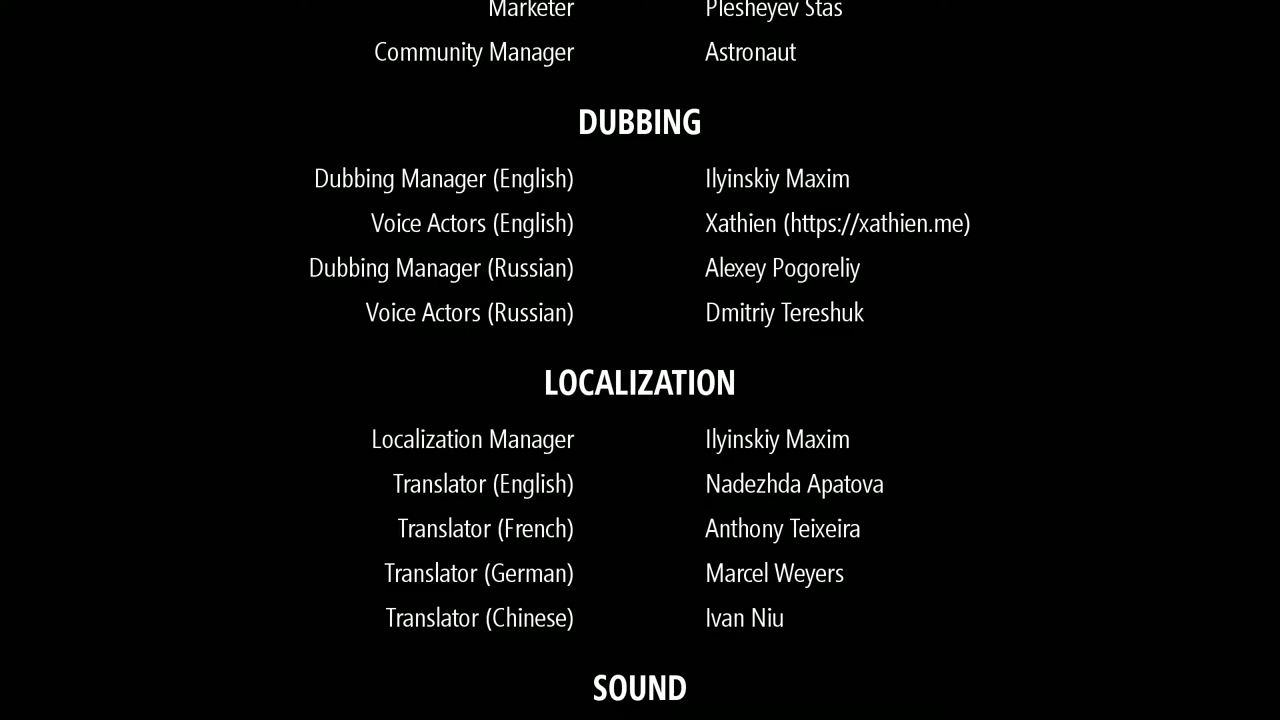 Marketer Plesheyev Stas
Community Manager Astronaut
DUBBING
Dubbing Manager (English) Ilyinskiy Maxim
Voice Actors (English) Xathien (https://xathien.me)
Dubbing Manager (Russian) Alexey Pogoreliy
Voice Actors (Russian) Dmitriy Tereshuk
LOCALIZATION
Localization Manager Ilyinskiy Maxim
Translator (English) Nadezhda Apatova
Translator (French) Anthony Teixeira
Translator (German) Marcel Weyers
Translator (Chinese) Ivan Niu
SOUND